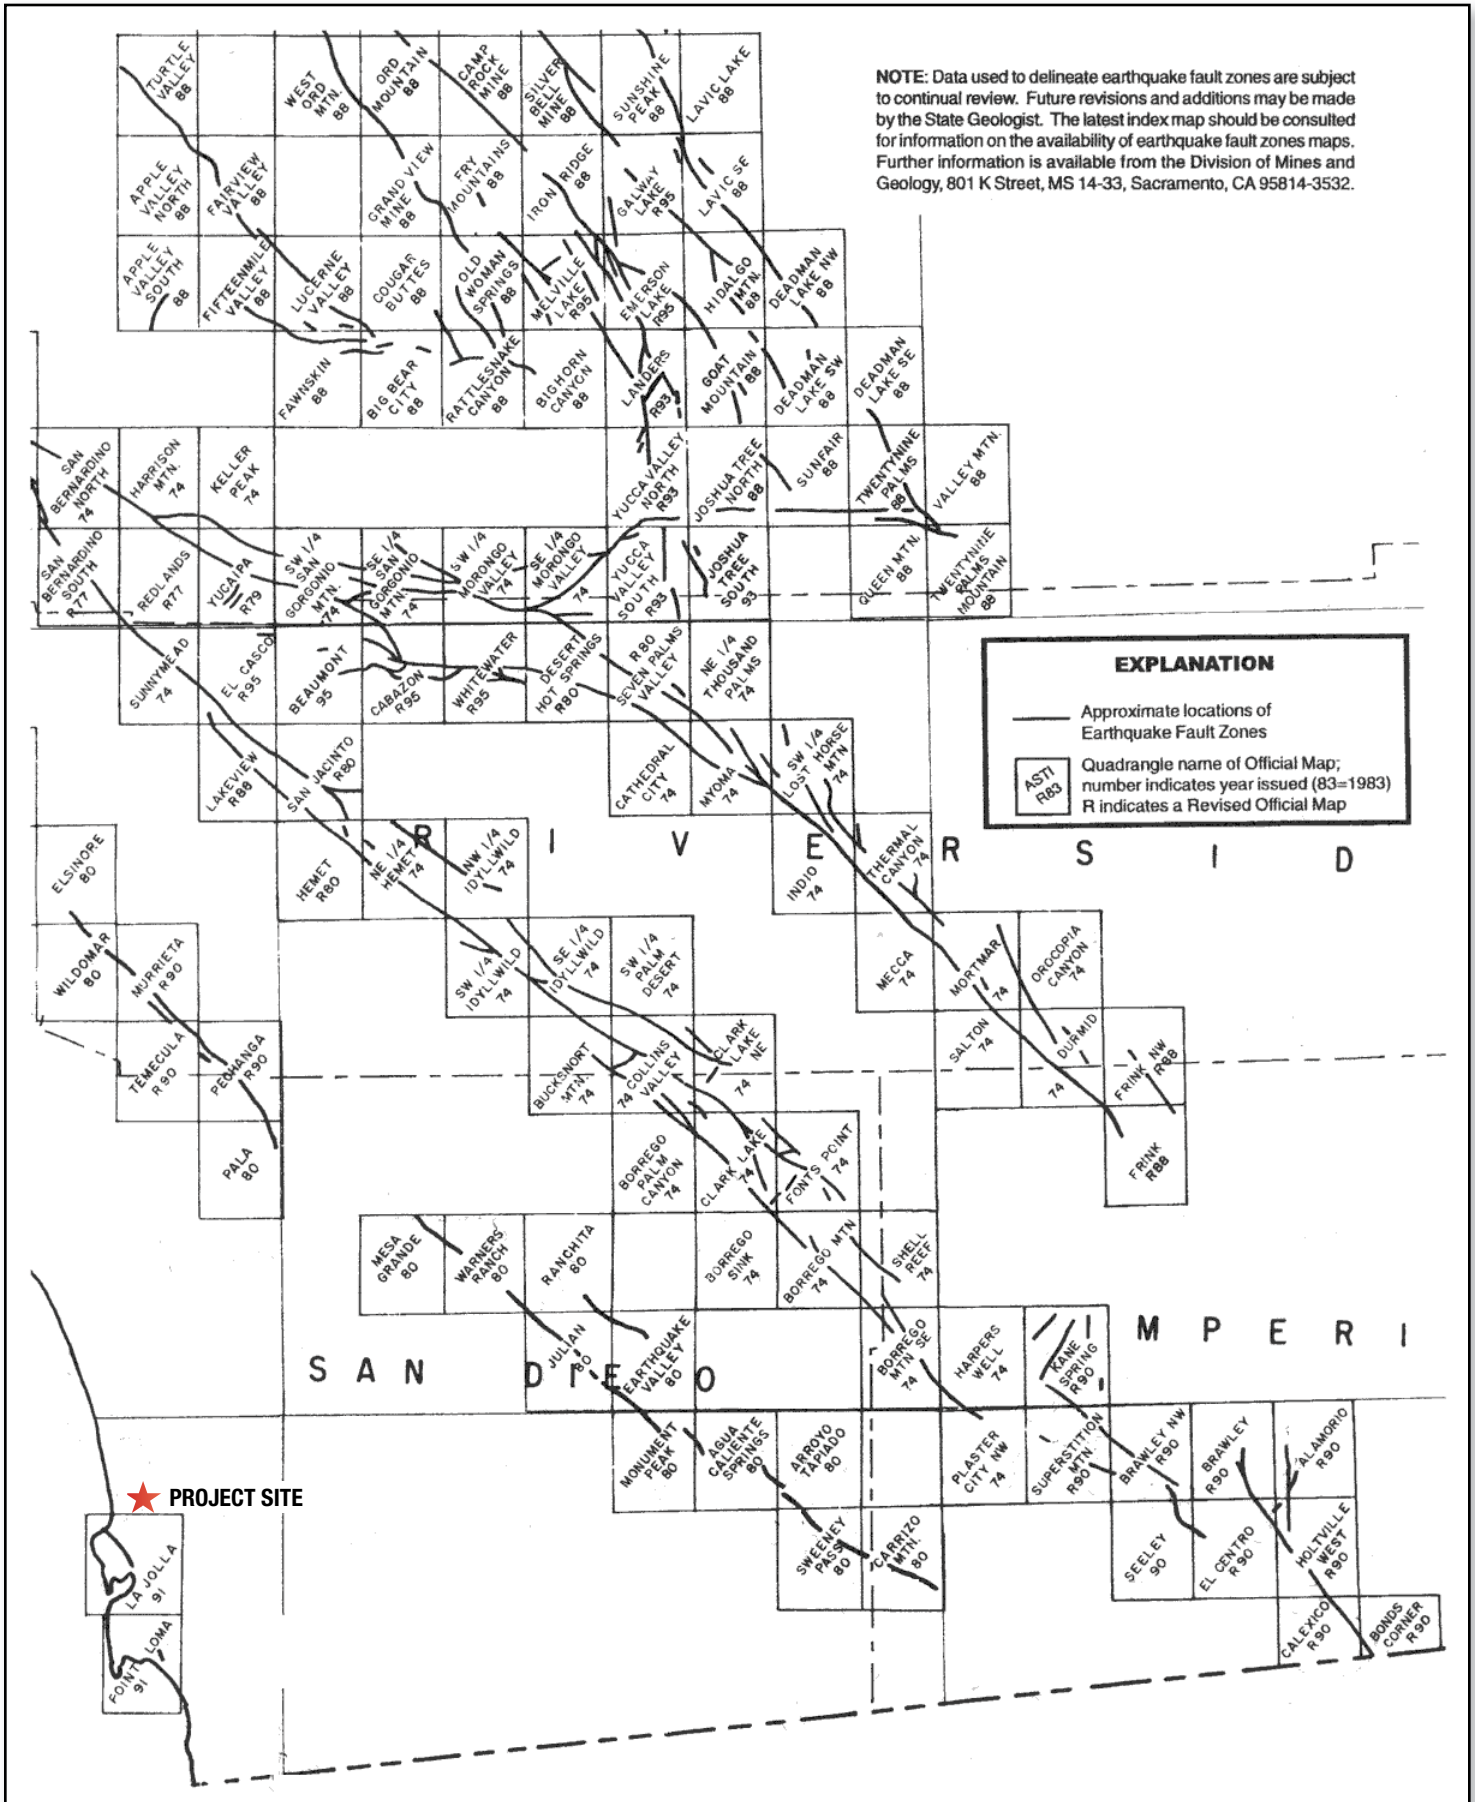 NOTE: Data used to delineate earthquake fault zones are subject
to continual review. Future revisions and additions may be made
by the State Geologist. The latest index map should be consulted
for information on the availability of earthquake fault zones maps.
Further information is available from the Division of Mines and
Geology, 801 K Street, MS 14-33, Sacramento, CA 95814-3532.
TURTLE
VALLEY
88
WEST
ORD
MTN.
88
ORD
MOUNTAIN
88
CAMP
ROCK
MINE
88
SILVER
BELL
MINE
88
SUNSHINE
PEAK
88
LAVIC LAKE
88
APPLE
VALLEY
NORTH
88
FAIRVIEW
VALLEY
88
GRAND VIEW
MINE
88
FRY
MOUNTAINS
88
IRON RIDGE
88
GALWAY
LAKE
R95
LAVIC SE
88
APPLE
VALLEY
SOUTH
88
FIFTEENMILE
VALLEY
88
LUCERNE
VALLEY
88
COUGAR
BUTTES
88
OLD
WOMAN
SPRINGS
88
MELVILLE
LAKE
R95
EMERSON
LAKE
R95
HIDALGO
MTN.
88
DEADMAN
LAKE NW
88
FAWNSKIN
88
BIG BEAR
CITY
88
RATTLESNAKE
CANYON
88
BIGHORN
CANYON
88
LANDERS
R93
GOAT
MOUNTAIN
88
DEADMAN
LAKE SW
88
DEADMAN
LAKE SE
88
SAN
BERNARDINO
NORTH
74
HARRISON
MTN.
74
KELLER
PEAK
74
YUCCA VALLEY
NORTH
R93
JOSHUA TREE
NORTH
88
SUNFAIR
88
TWENTYNINE
PALMS
88
VALLEY MTN.
88
SAN
BERNARDINO
SOUTH
R77
REDLANDS
R77
YUCAIPA
R79
SW 1/4
SAN
GORGONIO
MTN.
74
SE 1/4
SAN
GORGONIO
MTN.
74
SW 1/4
MORONGO
VALLEY
74
SE 1/4
MORONGO
VALLEY
74
YUCCA
VALLEY
SOUTH
R93
JOSHUA
TREE
SOUTH
93
QUEEN MTN.
88
TWENTYNINE
PALMS
MOUNTAIN
88
SUNNYMEAD
74
EL CASCO
R95
BEAUMONT
95
CABAZON
R95
WHITEWATER
R95
DESERT
HOT SPRINGS
R80
R80
SEVEN PALMS
VALLEY
NE 1/4
THOUSAND
PALMS
74
EXPLANATION
Approximate locations of
Earthquake Fault Zones
ASTI
R83
Quadrangle name of Official Map;
number indicates year issued (83=1983)
R indicates a Revised Official Map
LAKEVIEW
R88
SAN JACINTO
R80
CATHEDRAL
CITY
74
MYOMA
74
SW 1/4
LOST HORSE
MTN
74
R I V E R S I D
ELSINORE
80
HEMET
R80
NE 1/4
HEMET
74
NW 1/4
IDYLLWILD
74
INDIO
74
THERMAL
CANYON
74
WILDOMAR
80
MURRIETA
R90
SW 1/4
IDYLLWILD
74
SE 1/4
IDYLLWILD
74
SW 1/4
PALM
DESERT
74
MECCA
74
MORTMAR
74
OROCOPIA
CANYON
74
TEMECULA
R90
PECHANGA
R90
BUCKSNORT
MTN.
74
COLLINS
VALLEY
74
CLARK
LAKE
NE
74
SALTON
74
DURMID
74
FRINK NW
R88
PALA
80
BORREGO
PALM
CANYON
74
CLARK LAKE
74
FONTS POINT
74
FRINK
R88
MESA
GRANDE
80
WARNERS
RANCH
80
RANCHITA
80
BORREGO
SINK
74
BORREGO MTN
74
SHELL
REEF
74
JULIAN
80
EARTHQUAKE
VALLEY
80
BORREGO
MTN SE
74
HARPERS
WELL
74
KANE
SPRING
R90
I M P E R I
S A N D I E O
MONUMENT
PEAK
80
AGUA
CALIENTE
SPRINGS
80
ARROYO
TAPIADO
80
PLASTER
CITY NW
74
SUPERSTITION
MTN.
R90
BRAWLEY NW
R90
BRAWLEY
R90
ALAMORIO
R90
PROJECT SITE
LA JOLLA
91
SWEENEY
PASS
80
CARRIZO
MTN.
80
SEELEY
90
EL CENTRO
R90
HOLTVILLE
WEST
R90
POINT LOMA
91
CALEXICO
R90
BONDS
CORNER
R90